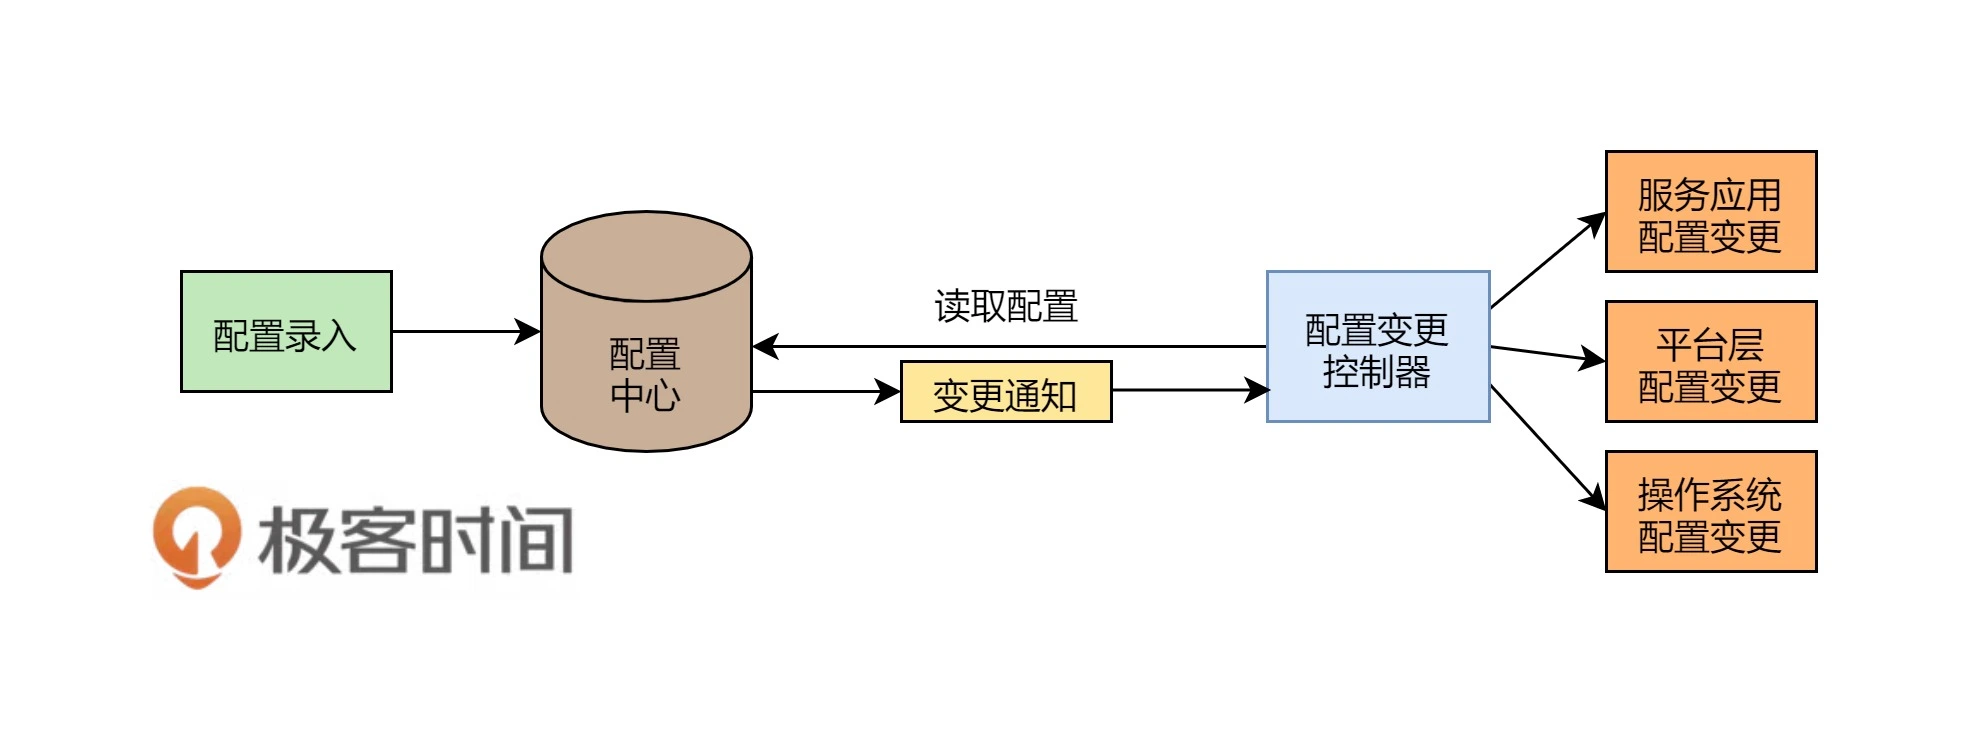 配置录入
配置
中心
读取配置
变更通知
配置变更
控制器
服务应用
配置变更
平台层
配置变更
操作系统
配置变更
极客时间